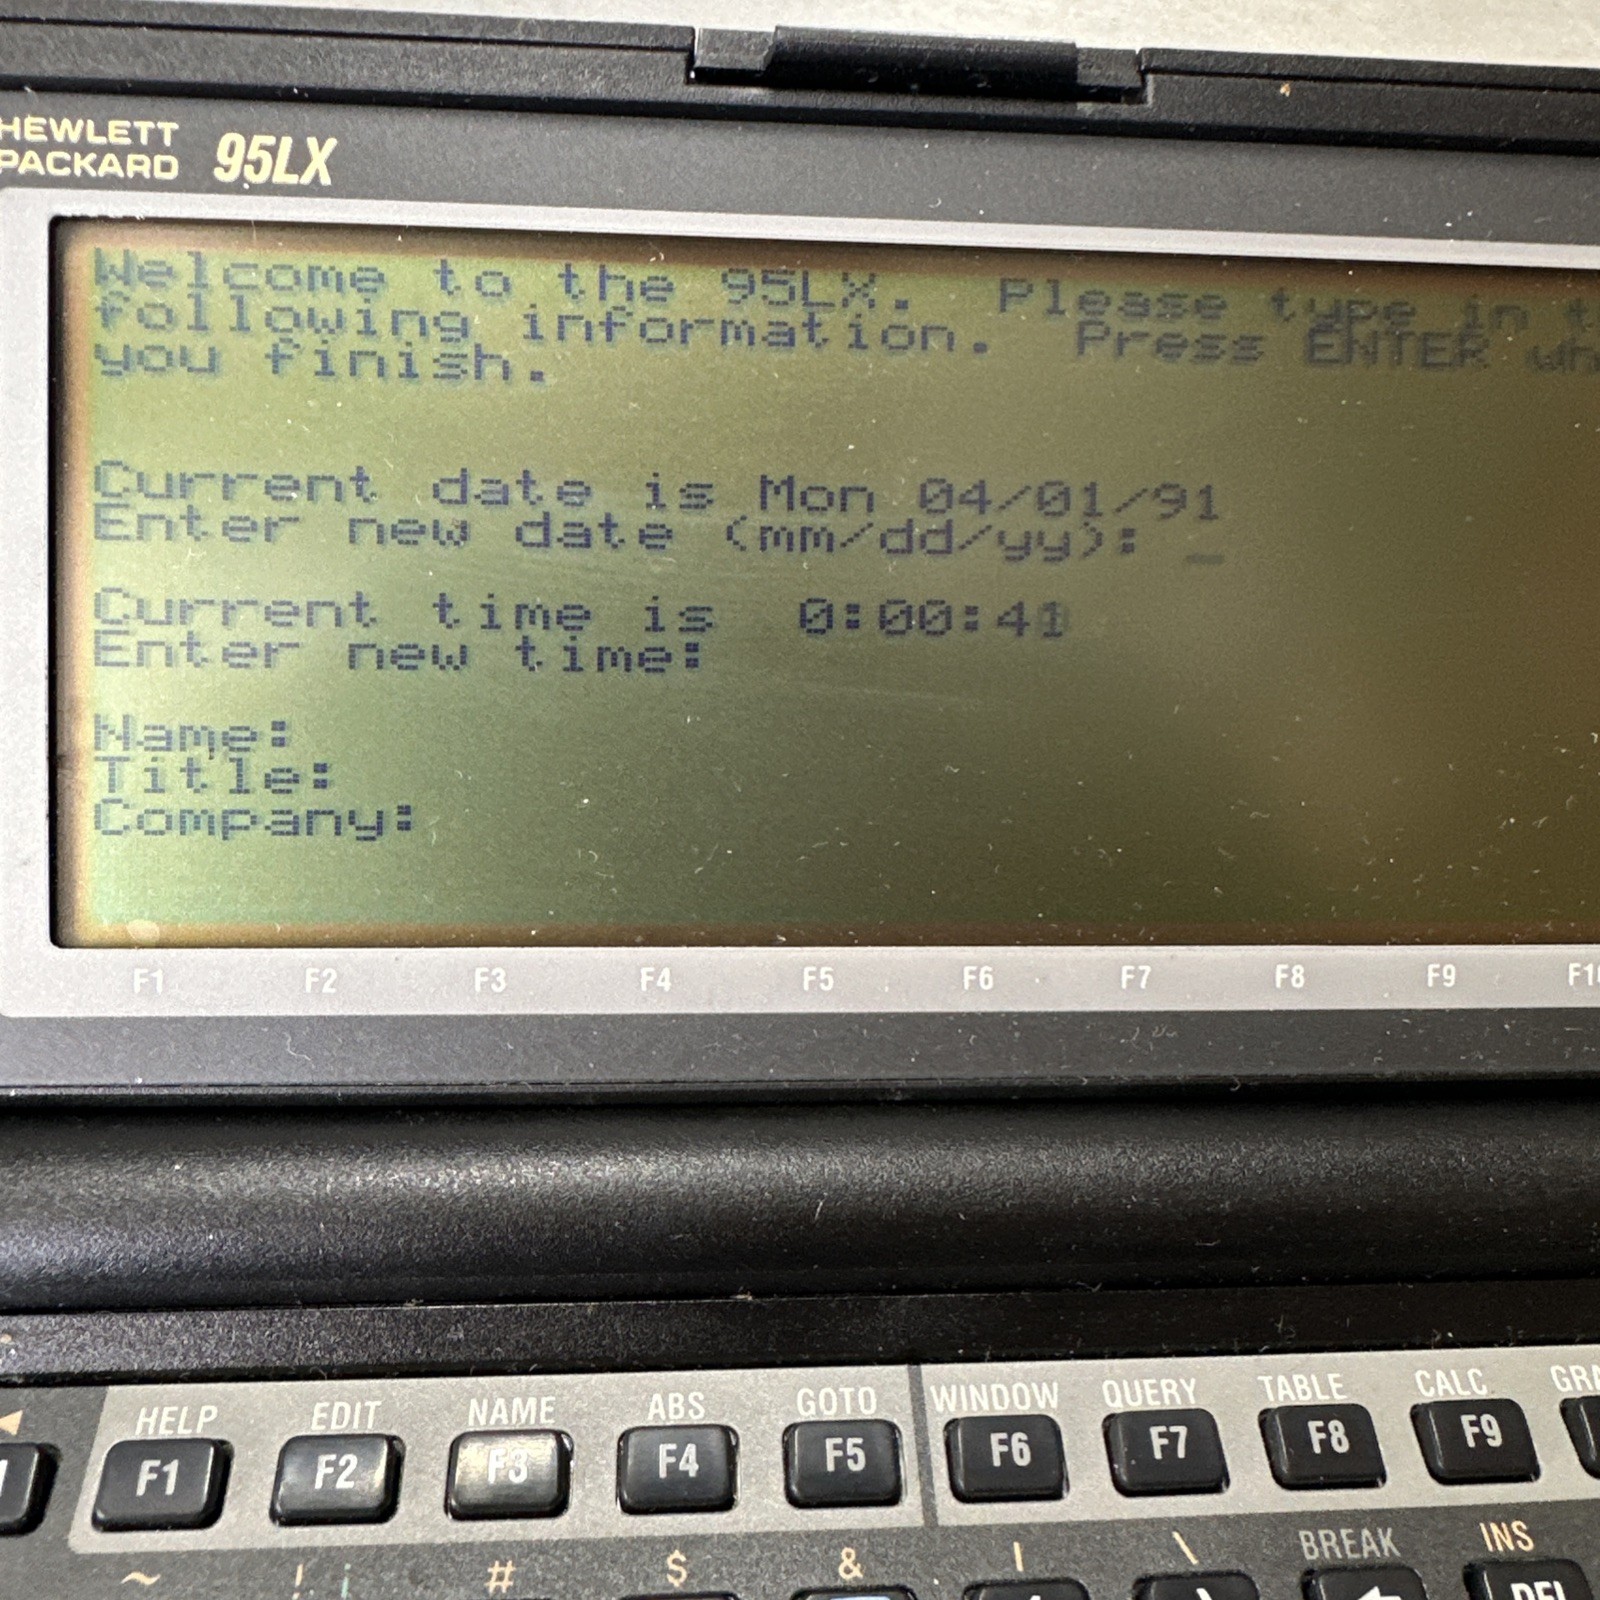 HEWLETT
PACKARD 95LX
Welcome to the 95LX. Please type in t
following information. Press ENTER wh
you finish.
Current date is Mon 04/01/91
Enter new date (mm/dd/yy): _
Current time is 0:00:41
Enter new time:
Name:
Title:
Company:
F1 F2 F3 F4 F5 F6 F7 F8 F9 F10
HELP EDIT NAME ABS GOTO WINDOW QUERY TABLE CALC GRA
F1 F2 F3 F4 F5 F6 F7 F8 F9
~ ! ¡ # $ & | \ BREAK INS
( ) ← DEL